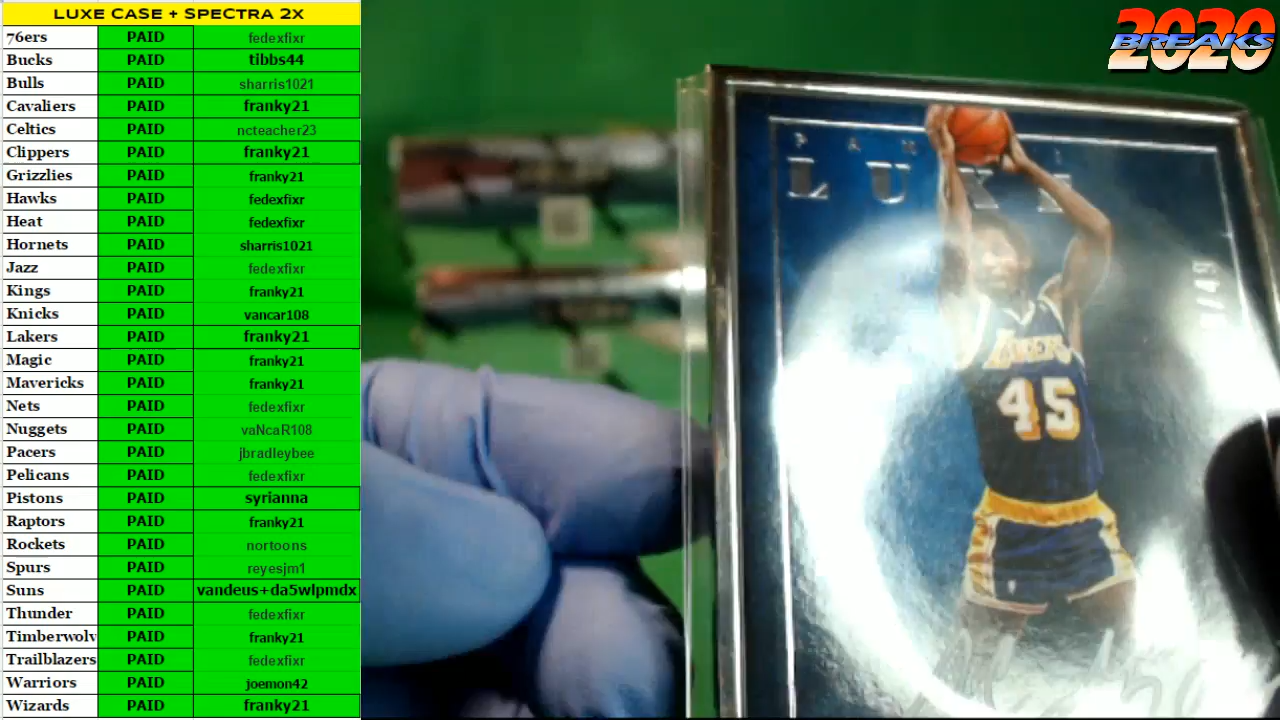 LUXE CASE + SPECTRA 2X
76ers PAID fedexfixr
Bucks PAID tibbs44
Bulls PAID sharris1021
Cavaliers PAID franky21
Celtics PAID ncteacher23
Clippers PAID franky21
Grizzlies PAID franky21
Hawks PAID fedexfixr
Heat PAID fedexfixr
Hornets PAID sharris1021
Jazz PAID fedexfixr
Kings PAID franky21
Knicks PAID vancar108
Lakers PAID franky21
Magic PAID franky21
Mavericks PAID franky21
Nets PAID fedexfixr
Nuggets PAID vaNcaR108
Pacers PAID jbradleybee
Pelicans PAID fedexfixr
Pistons PAID syrianna
Raptors PAID franky21
Rockets PAID nortoons
Spurs PAID reyesjm1
Suns PAID vandeus+da5wlpmdx
Thunder PAID fedexfixr
Timberwolv PAID franky21
Trailblazers PAID fedexfixr
Warriors PAID joemon42
Wizards PAID franky21
2020
BREAKS
LUXE
LAKERS
45